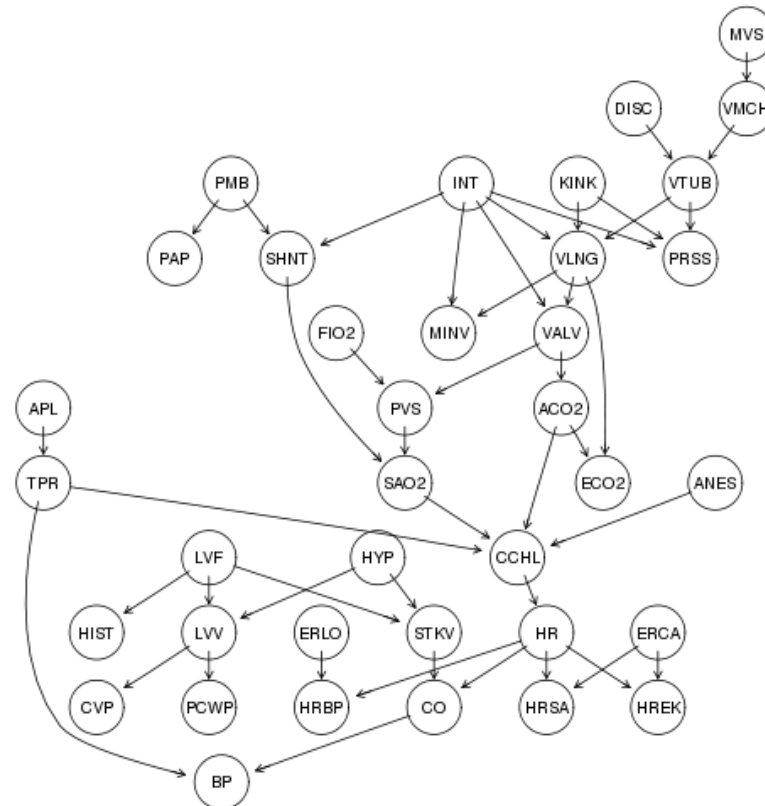 MVS
DISC VMCH
PMB INT KINK VTUB
PAP SHNT VLNG PRSS
FIO2 MINV VALV
APL PVS ACO2
TPR SAO2 ECO2 ANES
LVF HYP CCHL
HIST LVV ERLO STKV HR ERCA
CVP PCWP HRBP CO HRSA HREK
BP